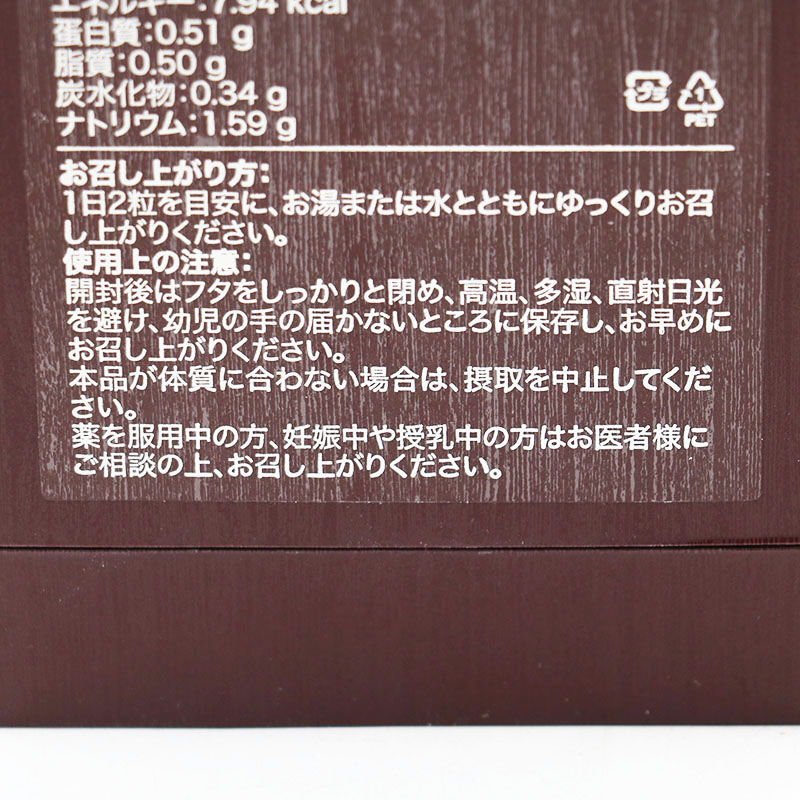 エネルギー：7.94 kcal
蛋白質：0.51 g
脂質：0.50 g
炭水化物：0.34 g
ナトリウム：1.59 g
プラ
1
PET
お召し上がり方：
1日2粒を目安に、お湯または水とともにゆっくりお召
し上がりください。
使用上の注意：
開封後はフタをしっかりと閉め、高温、多湿、直射日光
を避け、幼児の手の届かないところに保存し、お早めに
お召し上がりください。
本品が体質に合わない場合は、摂取を中止してくだ
さい。
薬を服用中の方、妊娠中や授乳中の方はお医者様に
ご相談の上、お召し上がりください。